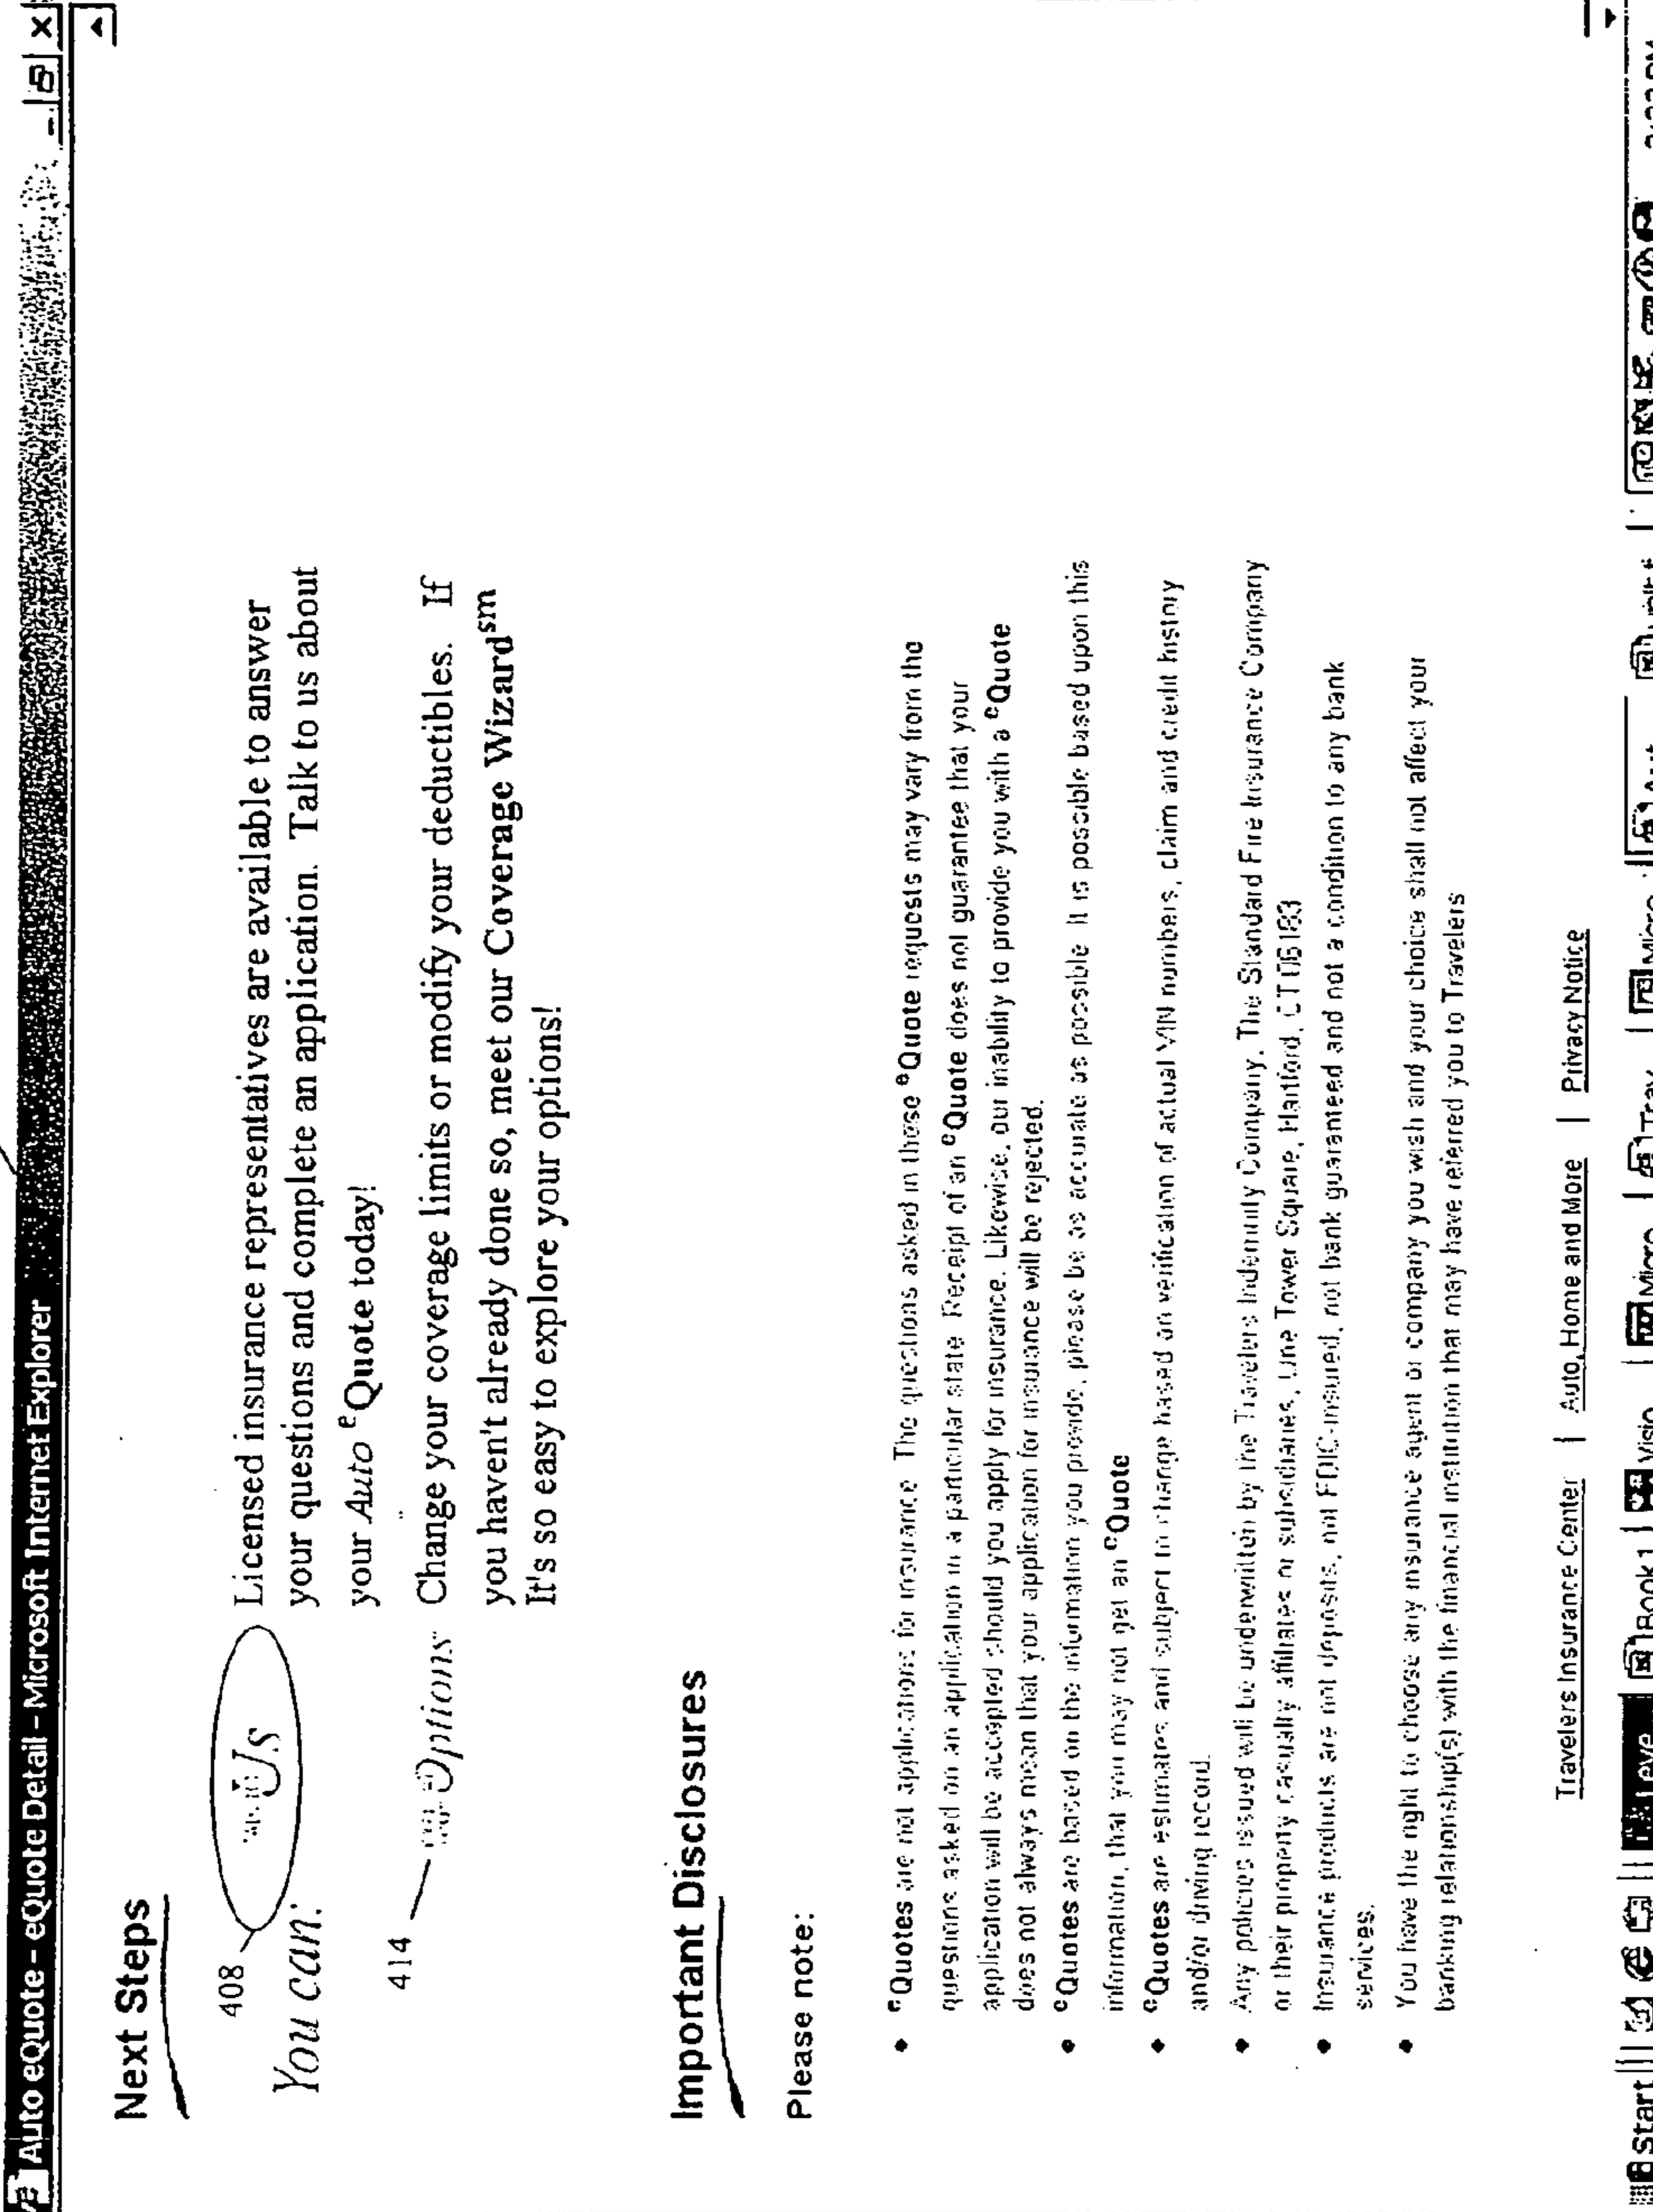 Auto eQuote - eQuote Detail - Microsoft Internet Explorer
Next Steps
408
You can:
Us
Licensed insurance representatives are available to answer
your questions and complete an application. Talk to us about
your Auto eQuote today!
414
Options
Change your coverage limits or modify your deductibles. If
you haven't already done so, meet our Coverage Wizard sm
It's so easy to explore your options!
Important Disclosures
Please note:
• eQuotes are not applications for insurance The questions asked in these eQuote requests may vary from the
questions asked on an application in a particular state Receipt of an eQuote does not guarantee that your
application will be accepted should you apply for insurance. Likewise, our inability to provide you with a eQuote
does not always mean that your application for insurance will be rejected.
• eQuotes are based on the information you provide, please be as accurate as possible It is possible based upon this
information, that you may not get an eQuote
• eQuotes are estimates and subject to change based on verification of actual VIN numbers, claim and credit history
and/or driving record.
• Any policies issued will be underwritten by the Travelers Indemnity Company, The Standard Fire Insurance Company
or their property casualty affiliates or subsidiaries, One Tower Square, Hartford, CT 06183
• Insurance products are not deposits, not FDIC-insured, not bank guaranteed and not a condition to any bank
services.
• You have the right to choose any insurance agent or company you wish and your choice shall not affect your
banking relationship(s) with the financial institution that may have referred you to Travelers
Travelers Insurance Center | Auto, Home and More | Privacy Notice
Start Book1 Visio Micro Trav Micro